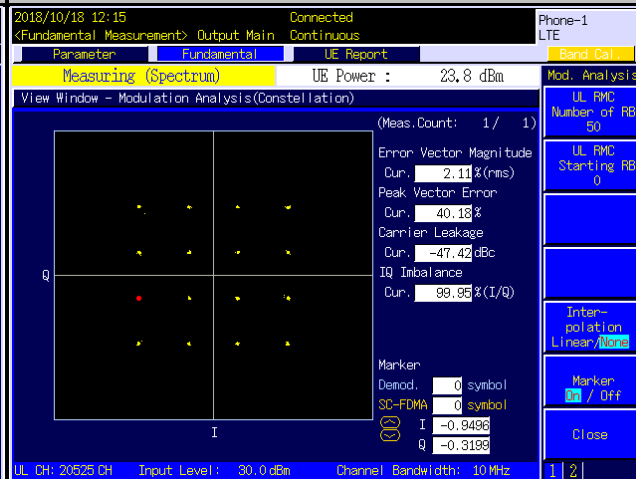 2018/10/18 12:15 Connected Phone-1
<Fundamental Measurement> Output Main Continuous LTE
Parameter Fundamental UE Report Band Cal.
Measuring (Spectrum) UE Power : 23.8 dBm Mod. Analysis
View Window - Modulation Analysis(Constellation)
UL RMC
Number of RB
50
UL RMC
Starting RB
0
Inter-
polation
Linear/None
Marker
On / Off
Close
(Meas.Count: 1/ 1)
Error Vector Magnitude
Cur. 2.11 %(rms)
Peak Vector Error
Cur. 40.18 %
Carrier Leakage
Cur. -47.42 dBc
IQ Imbalance
Cur. 99.95 %(I/Q)
Q
I
Marker
Demod. 0 symbol
SC-FDMA 0 symbol
I -0.9496
Q -0.3199
UL CH: 20525 CH Input Level: 30.0 dBm Channel Bandwidth: 10 MHz 1 2